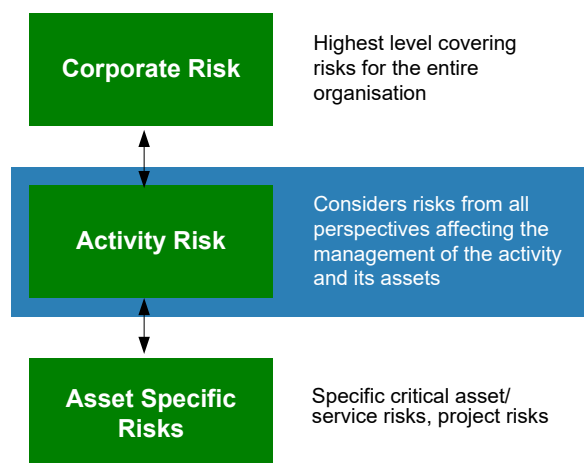 Corporate Risk
Highest level covering
risks for the entire
organisation
Activity Risk
Considers risks from all
perspectives affecting the
management of the activity
and its assets
Asset Specific
Risks
Specific critical asset/
service risks, project risks